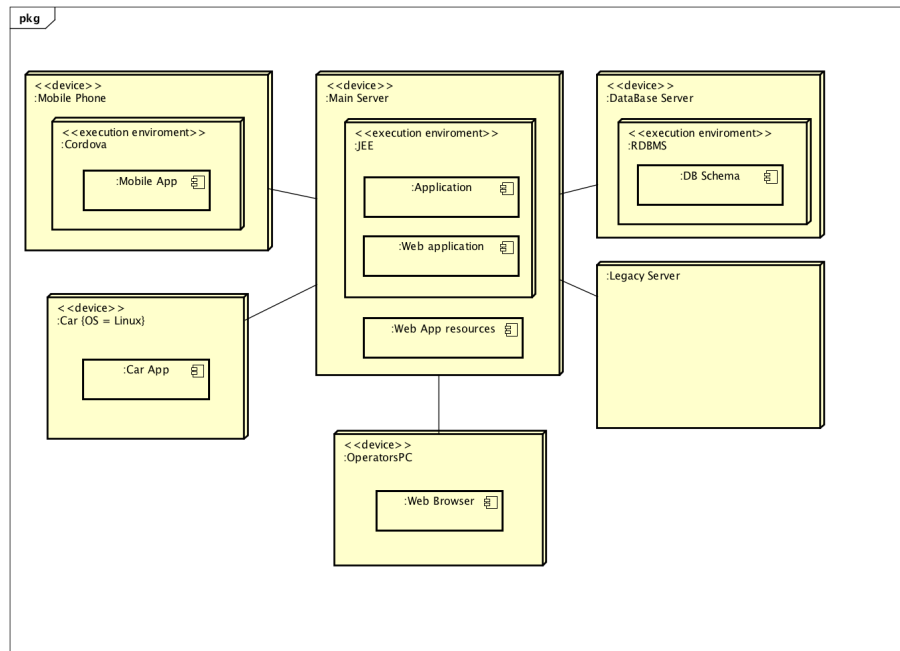 pkg
<<device>>
:Mobile Phone
<<execution enviroment>>
:Cordova
:Mobile App
<<device>>
:Main Server
<<execution enviroment>>
:JEE
:Application
:Web application
:Web App resources
<<device>>
:DataBase Server
<<execution enviroment>>
:RDBMS
:DB Schema
:Legacy Server
<<device>>
:Car {OS = Linux}
:Car App
<<device>>
:OperatorsPC
:Web Browser